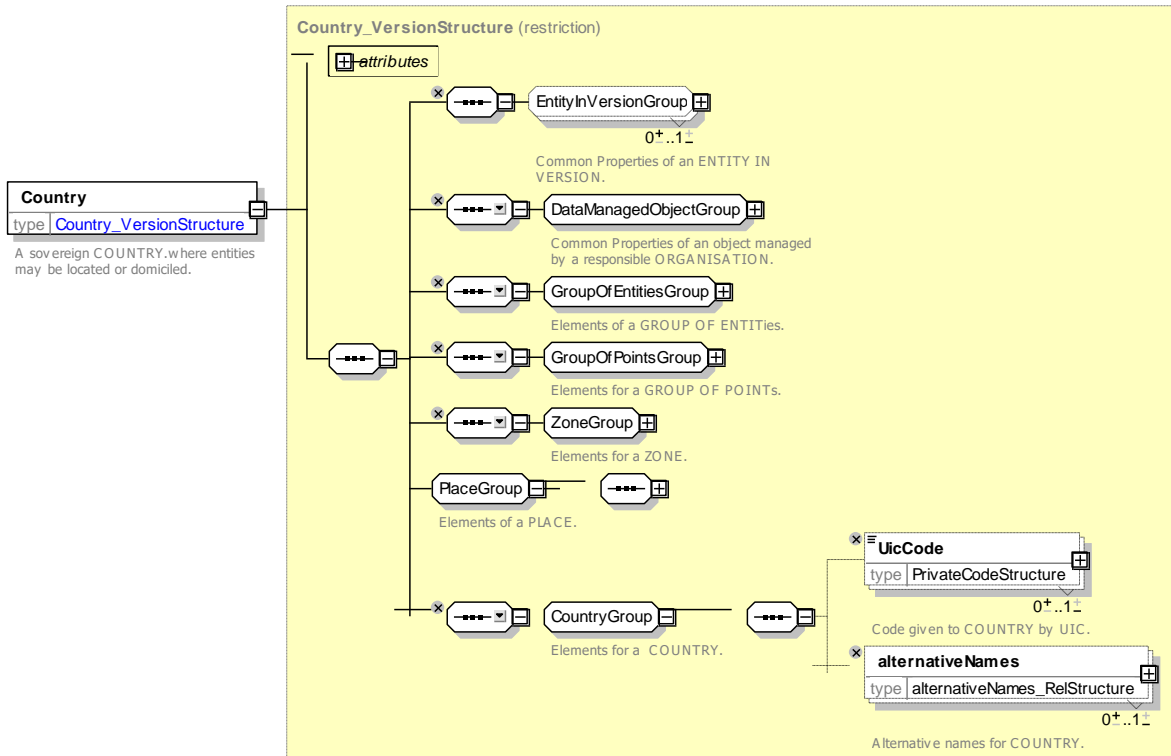 Country_VersionStructure (restriction)
attributes
EntityInVersionGroup
0..1
Common Properties of an ENTITY IN
VERSION.
Country
type Country_VersionStructure
A sovereign COUNTRY.where entities
may be located or domiciled.
DataManagedObjectGroup
Common Properties of an object managed
by a responsible ORGANISATION.
GroupOfEntitiesGroup
Elements of a GROUP OF ENTITies.
GroupOfPointsGroup
Elements for a GROUP OF POINTs.
ZoneGroup
Elements for a ZONE.
PlaceGroup
Elements of a PLACE.
UicCode
type PrivateCodeStructure
0..1
Code given to COUNTRY by UIC.
CountryGroup
Elements for a COUNTRY.
alternativeNames
type alternativeNames_RelStructure
0..1
Alternative names for COUNTRY.